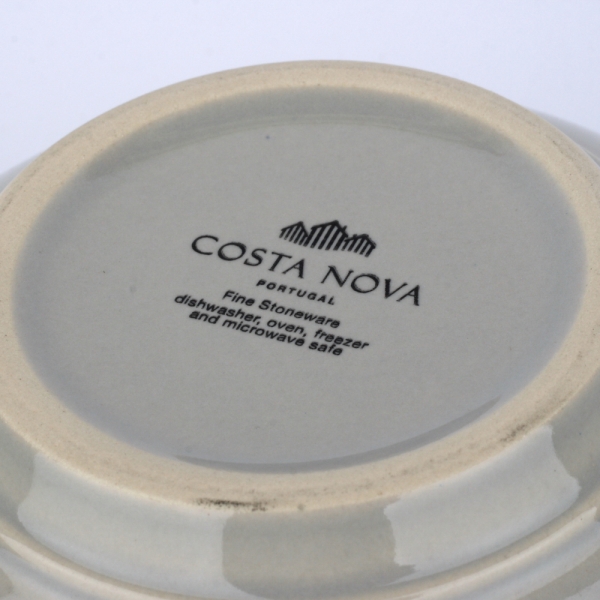 COSTA NOVA
PORTUGAL
Fine Stoneware
dishwasher, oven, freezer
and microwave safe